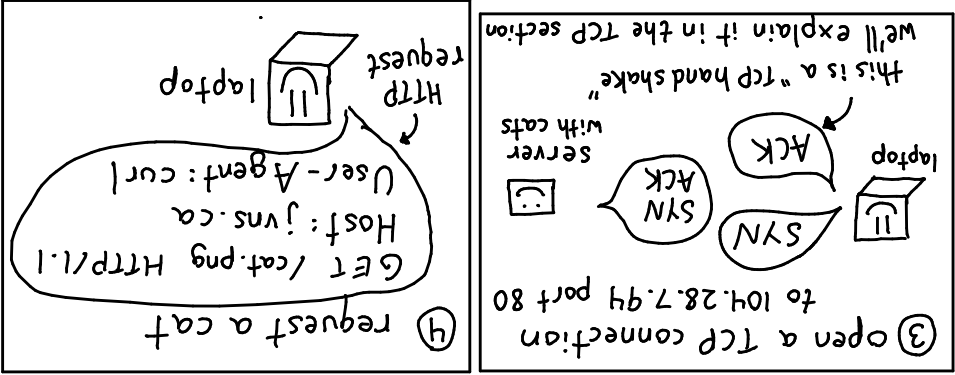 ③ open a TCP connection
to 104.28.7.94 port 80
SYN
SYN
ACK
ACK
laptop
server
with cats
this is a "TCP handshake"
we'll explain it in the TCP section
④ request a cat
GET /cat.png HTTP/1.1
Host: jvns.ca
User-Agent: curl
laptop
HTTP
request